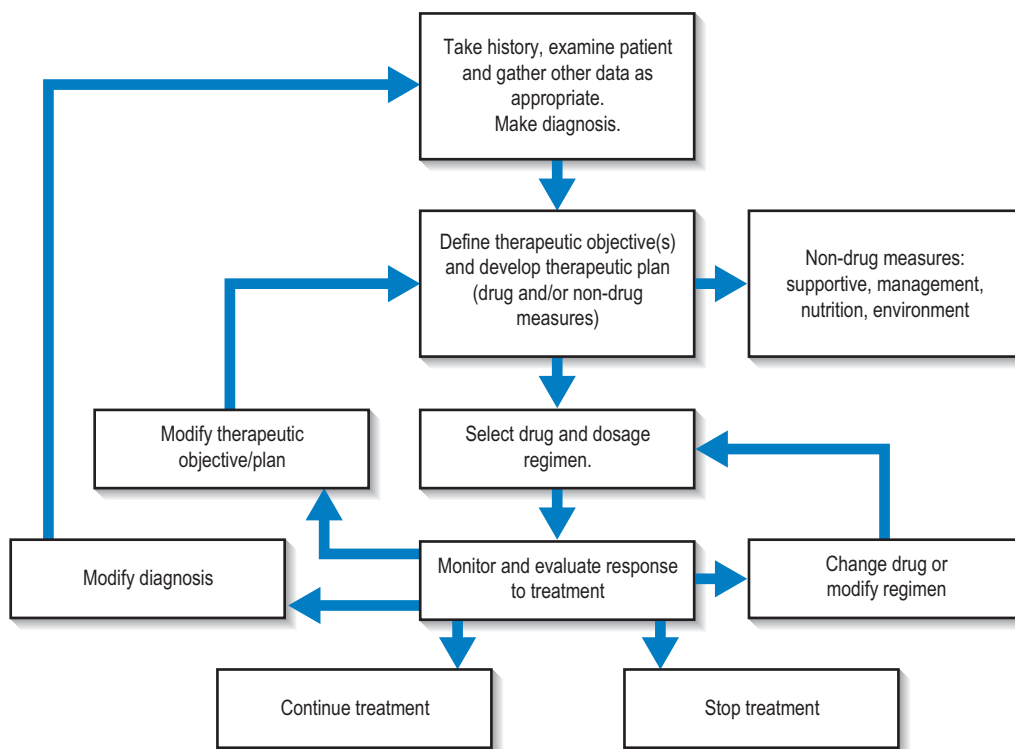 Take history, examine patient
and gather other data as
appropriate.
Make diagnosis.
Define therapeutic objective(s)
and develop therapeutic plan
(drug and/or non-drug
measures)
Non-drug measures:
supportive, management,
nutrition, environment
Modify therapeutic
objective/plan
Select drug and dosage
regimen.
Modify diagnosis
Monitor and evaluate response
to treatment
Change drug or
modify regimen
Continue treatment
Stop treatment